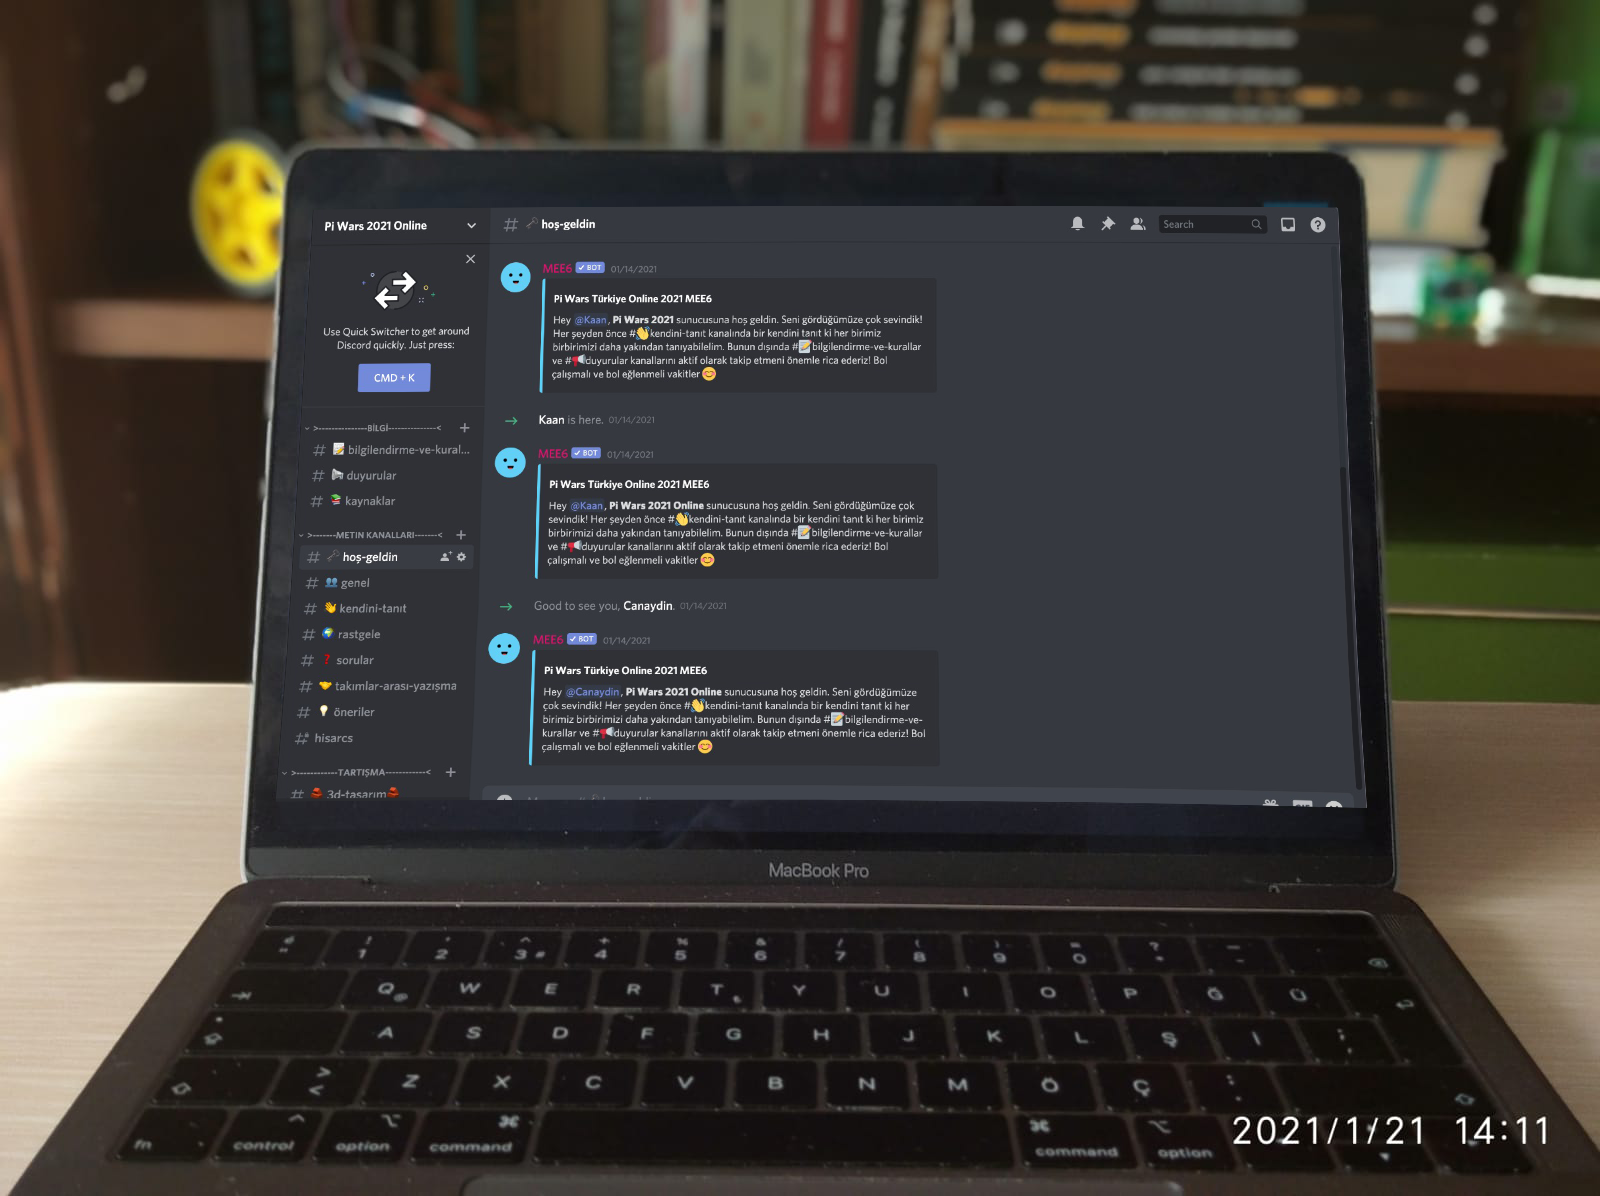 Pi Wars 2021 Online
Use Quick Switcher to get around
Discord quickly. Just press:
CMD + K
>---------------BİLGİ---------------<
# 📝 bilgilendirme-ve-kural...
# duyurular
# kaynaklar
>-------METIN KANALLARI-------<
# hoş-geldin
# 👥 genel
# 👋 kendini-tanıt
# 🌍 rastgele
# ❓ sorular
# takımlar-arası-yazışma
# 💡 öneriler
# hisarcs
>------------TARTIŞMA------------<
# 3d-tasarım
# hoş-geldin
Search
MEE6 ✓ BOT 01/14/2021
Pi Wars Türkiye Online 2021 MEE6
Hey @Kaan, Pi Wars 2021 sunucusuna hoş geldin. Seni gördüğümüze çok sevindik!
Her şeyden önce #👋kendini-tanıt kanalında bir kendini tanıt ki her birimiz
birbirimizi daha yakından tanıyabilelim. Bunun dışında #📝bilgilendirme-ve-kurallar
ve #📢duyurular kanallarını aktif olarak takip etmeni önemle rica ederiz! Bol
çalışmalı ve bol eğlenmeli vakitler 😊
Kaan is here. 01/14/2021
MEE6 ✓ BOT 01/14/2021
Pi Wars Türkiye Online 2021 MEE6
Hey @Kaan, Pi Wars 2021 Online sunucusuna hoş geldin. Seni gördüğümüze çok
sevindik! Her şeyden önce #👋kendini-tanıt kanalında bir kendini tanıt ki her birimiz
birbirimizi daha yakından tanıyabilelim. Bunun dışında #📝bilgilendirme-ve-kurallar
ve #📢duyurular kanallarını aktif olarak takip etmeni önemle rica ederiz! Bol
çalışmalı ve bol eğlenmeli vakitler 😊
Good to see you, Canaydin. 01/14/2021
MEE6 ✓ BOT 01/14/2021
Pi Wars Türkiye Online 2021 MEE6
Hey @Canaydin, Pi Wars 2021 Online sunucusuna hoş geldin. Seni gördüğümüze
çok sevindik! Her şeyden önce #👋kendini-tanıt kanalında bir kendini tanıt ki her
birimiz birbirimizi daha yakından tanıyabilelim. Bunun dışında #📝bilgilendirme-ve-
kurallar ve #📢duyurular kanallarını aktif olarak takip etmeni önemle rica ederiz! Bol
çalışmalı ve bol eğlenmeli vakitler 😊
MacBook Pro
1 2 3 4 5 6 7 8 9 0
Q W E R T Y U I O P Ğ Ü
A S D F G H J K L Ş İ
Z X C V B N M Ö Ç
fn control option command command option
2021/1/21 14:11